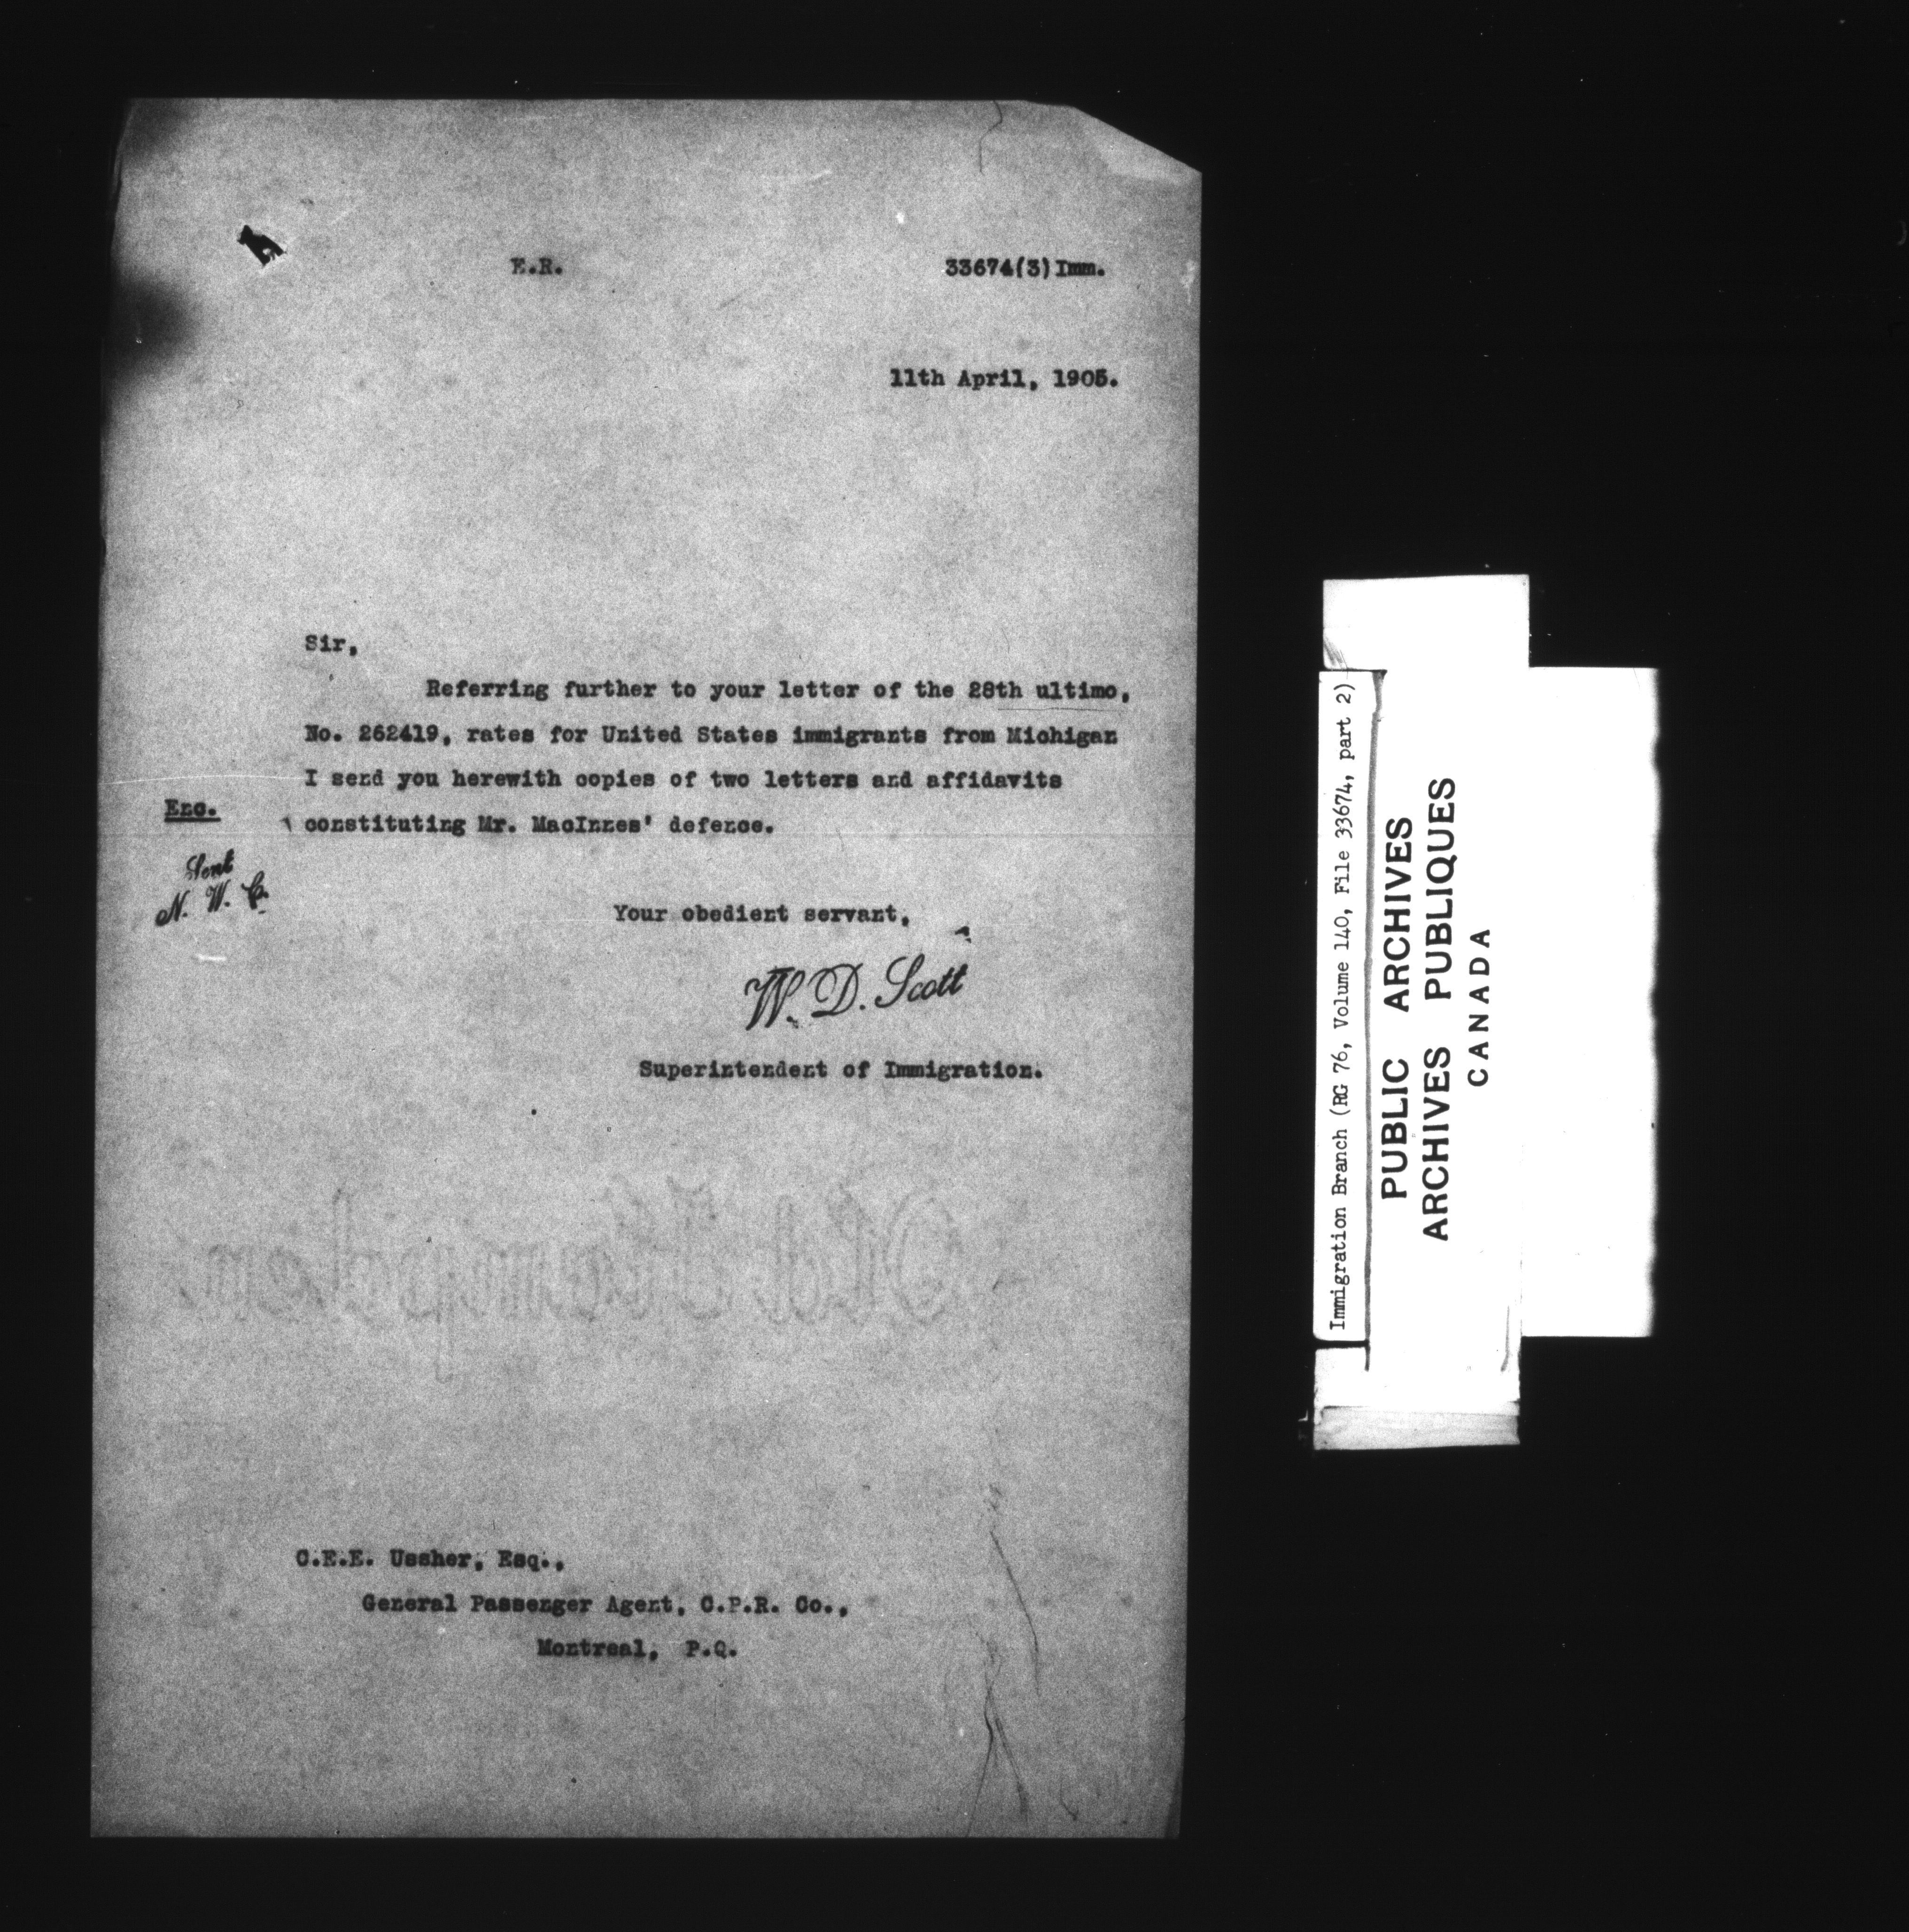 E.R.
33674(3)Imm.
11th April, 1905.
Sir,
Referring further to your letter of the 28th ultimo,
No. 262419, rates for United States immigrants from Michigan
I send you herewith copies of two letters and affidavits
Enc.
constituting Mr. MacInnes' defence.
Sent
N. W. C.
Your obedient servant,
W. D. Scott
Superintendent of Immigration.
Old Hampden
C.E.E. Ussher, Esq.,
General Passenger Agent, C.P.R. Co.,
Montreal, P.Q.
Immigration Branch (RG 76, Volume 140, File 33674, part 2)
PUBLIC ARCHIVES
ARCHIVES PUBLIQUES
CANADA